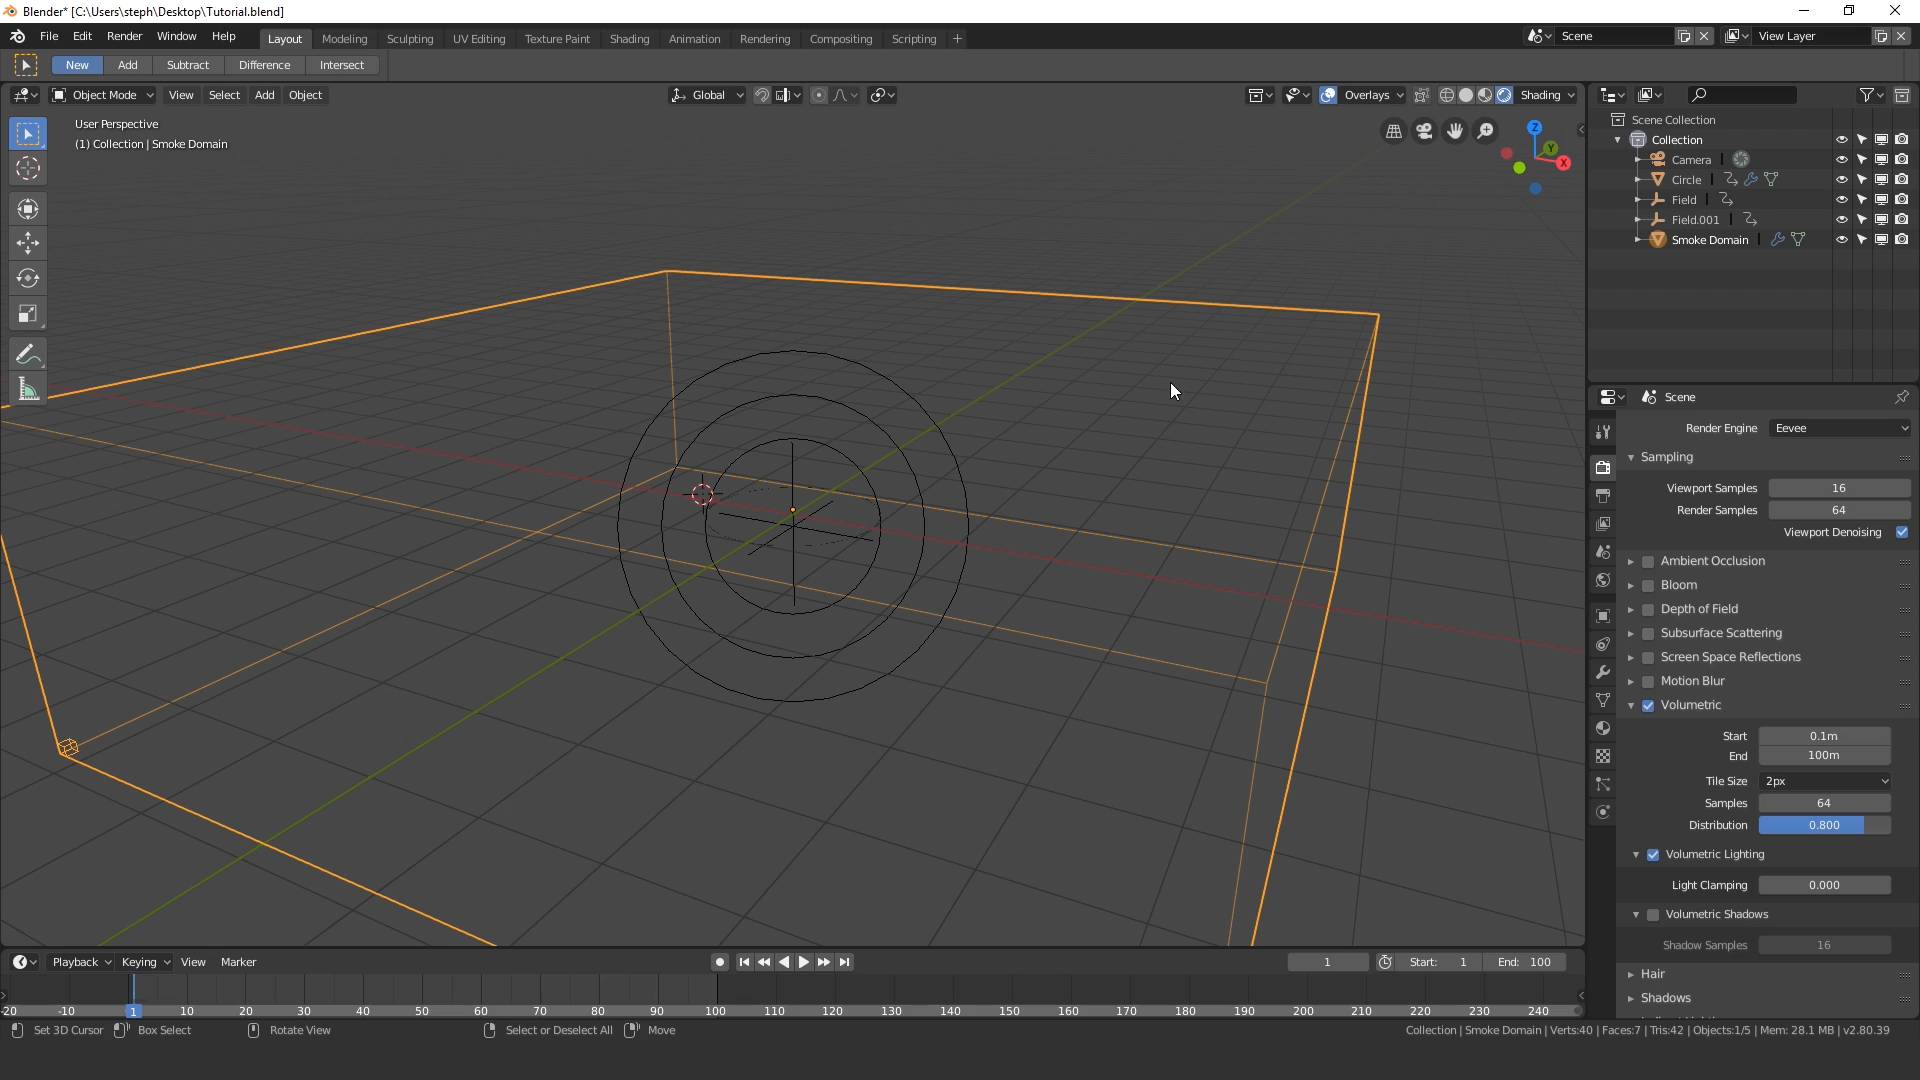 Blender* [C:\Users\steph\Desktop\Tutorial.blend]
File Edit Render Window Help Layout Modeling Sculpting UV Editing Texture Paint Shading Animation Rendering Compositing Scripting + Scene View Layer
New Add Subtract Difference Intersect
Object Mode View Select Add Object Global Overlays Shading
User Perspective
(1) Collection | Smoke Domain
Z
Y
X
Scene Collection
Collection
Camera
Circle
Field
Field.001
Smoke Domain
Scene
Render Engine Eevee
Sampling
Viewport Samples 16
Render Samples 64
Viewport Denoising
Ambient Occlusion
Bloom
Depth of Field
Subsurface Scattering
Screen Space Reflections
Motion Blur
Volumetric
Start 0.1m
End 100m
Tile Size 2px
Samples 64
Distribution 0.800
Volumetric Lighting
Light Clamping 0.000
Volumetric Shadows
Shadow Samples 16
Hair
Shadows
Playback Keying View Marker 1 Start: 1 End: 100
-20 -10 1 10 20 30 40 50 60 70 80 90 100 110 120 130 140 150 160 170 180 190 200 210 220 230 240
Set 3D Cursor Box Select Rotate View Select or Deselect All Move Collection | Smoke Domain | Verts:40 | Faces:7 | Tris:42 | Objects:1/5 | Mem: 28.1 MB | v2.80.39